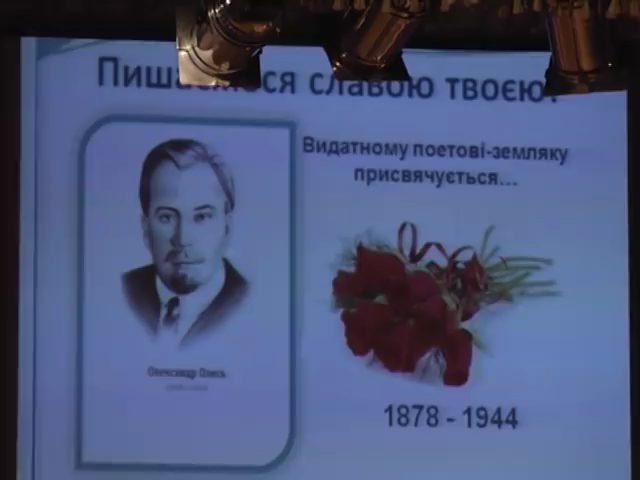 славою твоєю!
Видатному поетові-земляку
присвячується...
Олександр Олесь
1878 - 1944